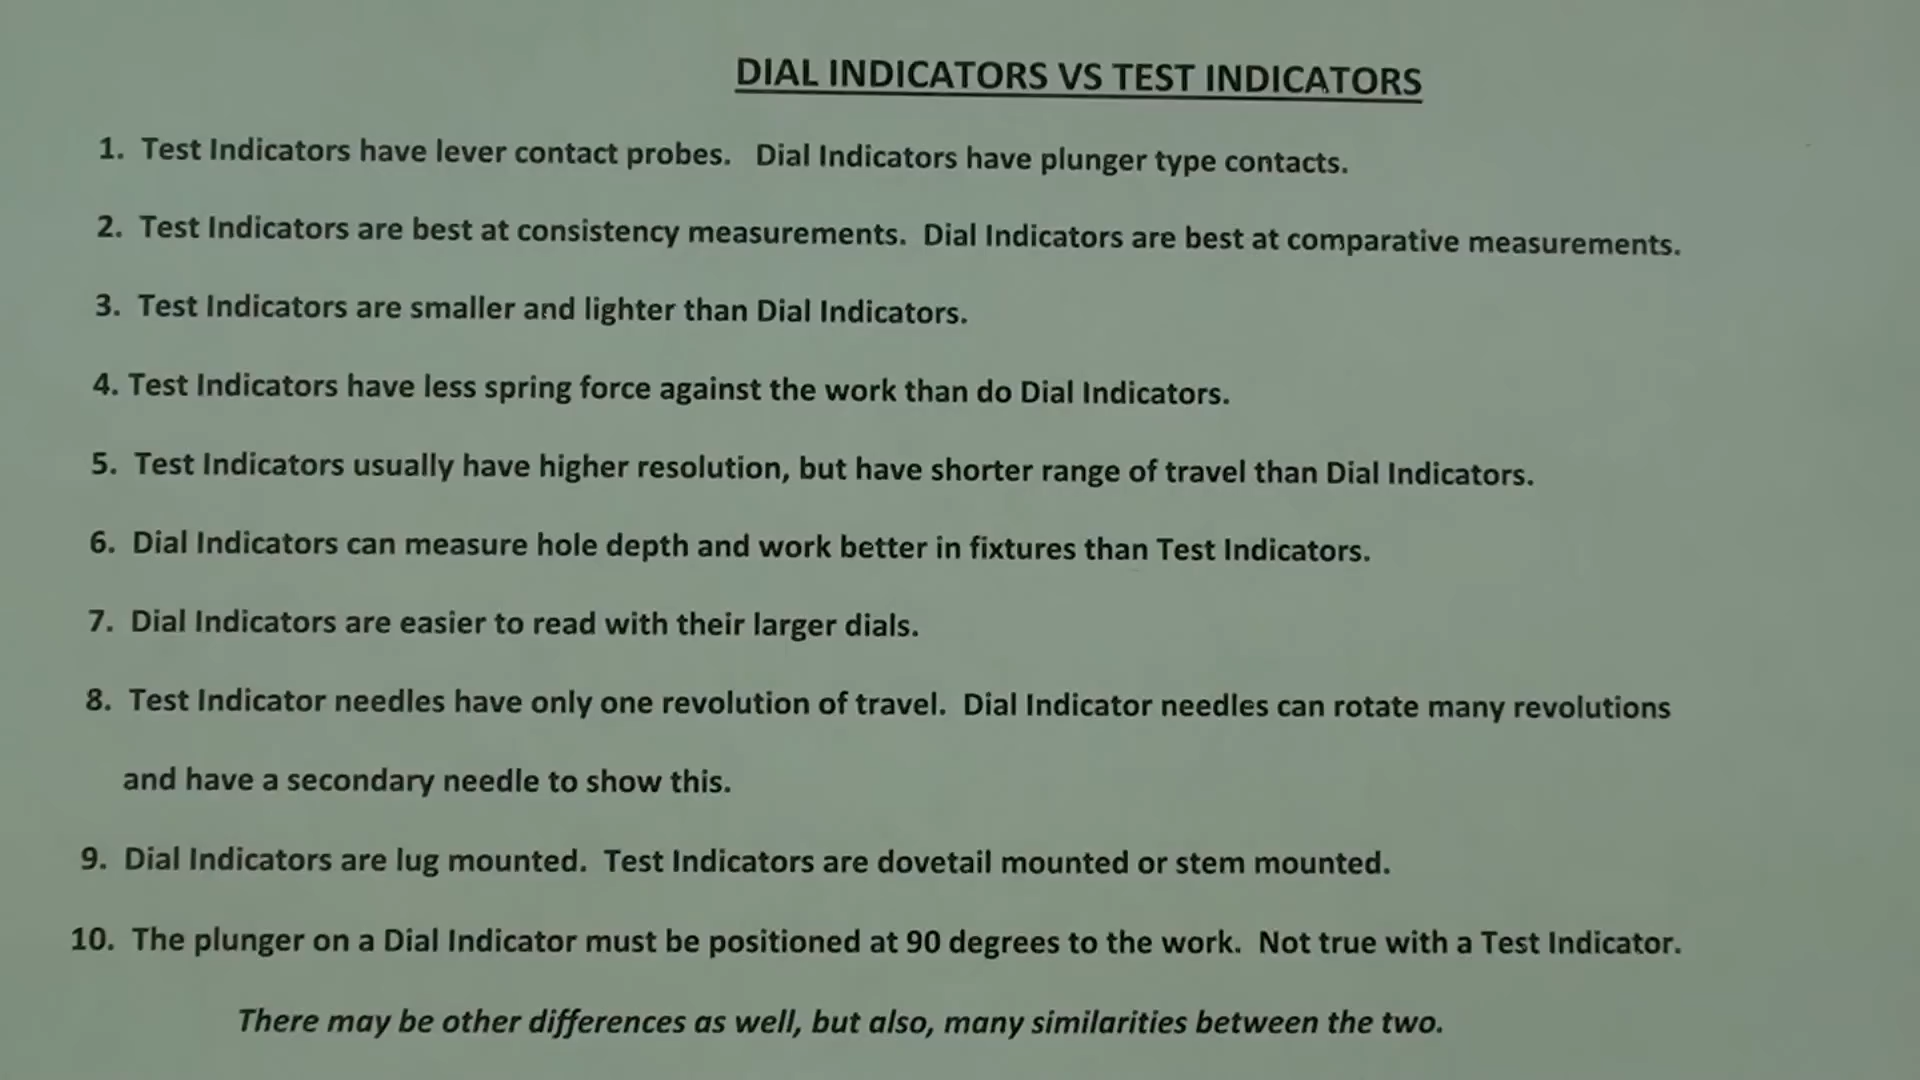 DIAL INDICATORS VS TEST INDICATORS
1. Test Indicators have lever contact probes. Dial Indicators have plunger type contacts.
2. Test Indicators are best at consistency measurements. Dial Indicators are best at comparative measurements.
3. Test Indicators are smaller and lighter than Dial Indicators.
4. Test Indicators have less spring force against the work than do Dial Indicators.
5. Test Indicators usually have higher resolution, but have shorter range of travel than Dial Indicators.
6. Dial Indicators can measure hole depth and work better in fixtures than Test Indicators.
7. Dial Indicators are easier to read with their larger dials.
8. Test Indicator needles have only one revolution of travel. Dial Indicator needles can rotate many revolutions
and have a secondary needle to show this.
9. Dial Indicators are lug mounted. Test Indicators are dovetail mounted or stem mounted.
10. The plunger on a Dial Indicator must be positioned at 90 degrees to the work. Not true with a Test Indicator.
There may be other differences as well, but also, many similarities between the two.